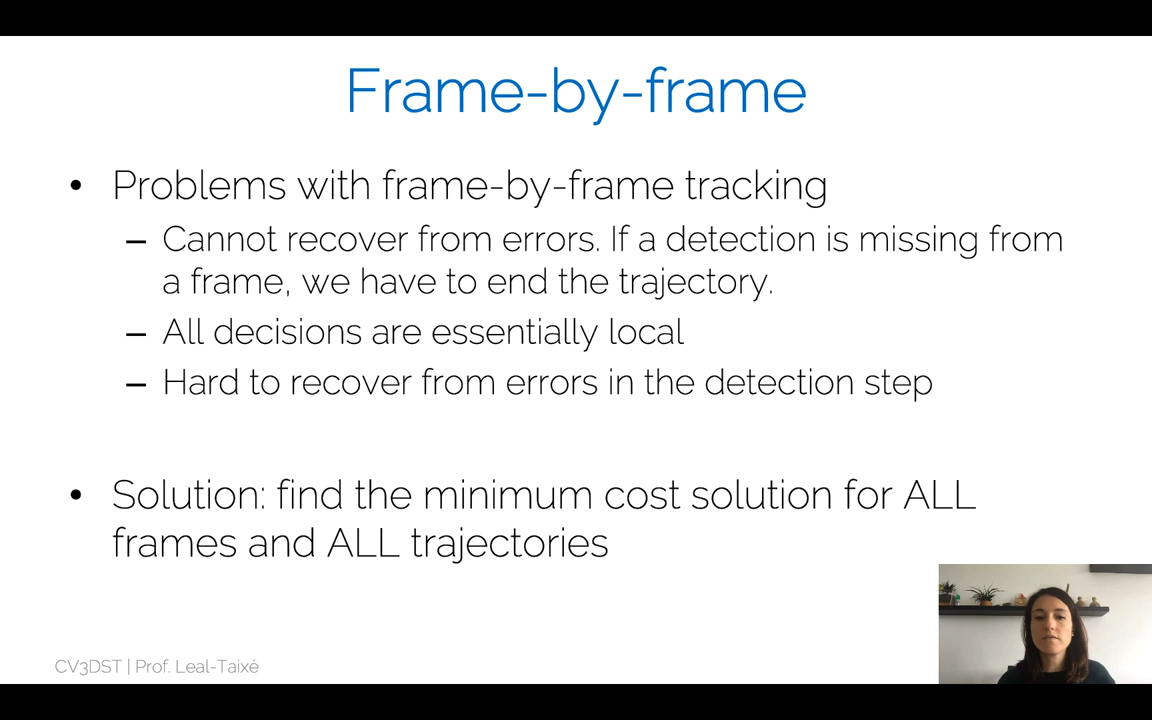 Frame-by-frame
• Problems with frame-by-frame tracking
– Cannot recover from errors. If a detection is missing from
a frame, we have to end the trajectory.
– All decisions are essentially local
– Hard to recover from errors in the detection step
• Solution: find the minimum cost solution for ALL
frames and ALL trajectories
CV3DST | Prof. Leal-Taixé